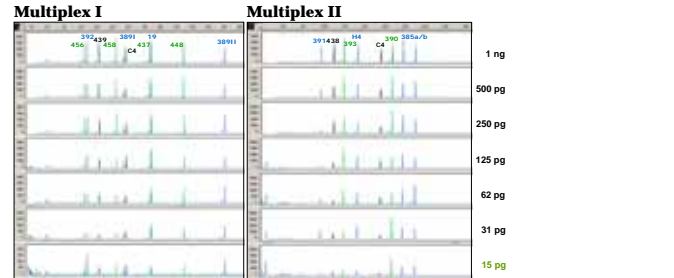 Multiplex I
Multiplex II
392 439 389I 19
456 458 C4 437 448 389II
391 438 H4 390 385a/b
393 C4
1 ng
500 pg
250 pg
125 pg
62 pg
31 pg
15 pg